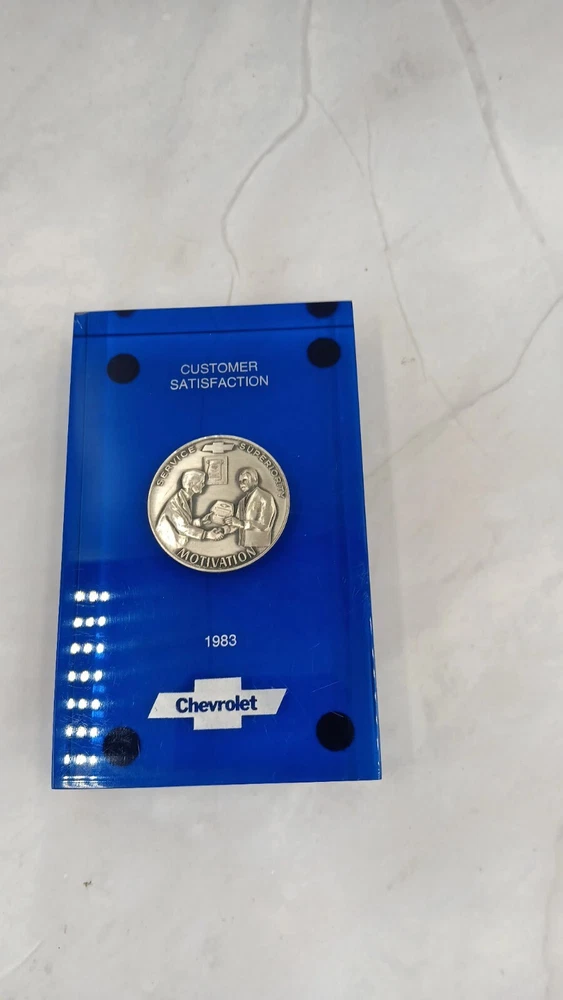 CUSTOMER
SATISFACTION
SERVICE SUPERIORITY
MOTIVATION
1983
Chevrolet